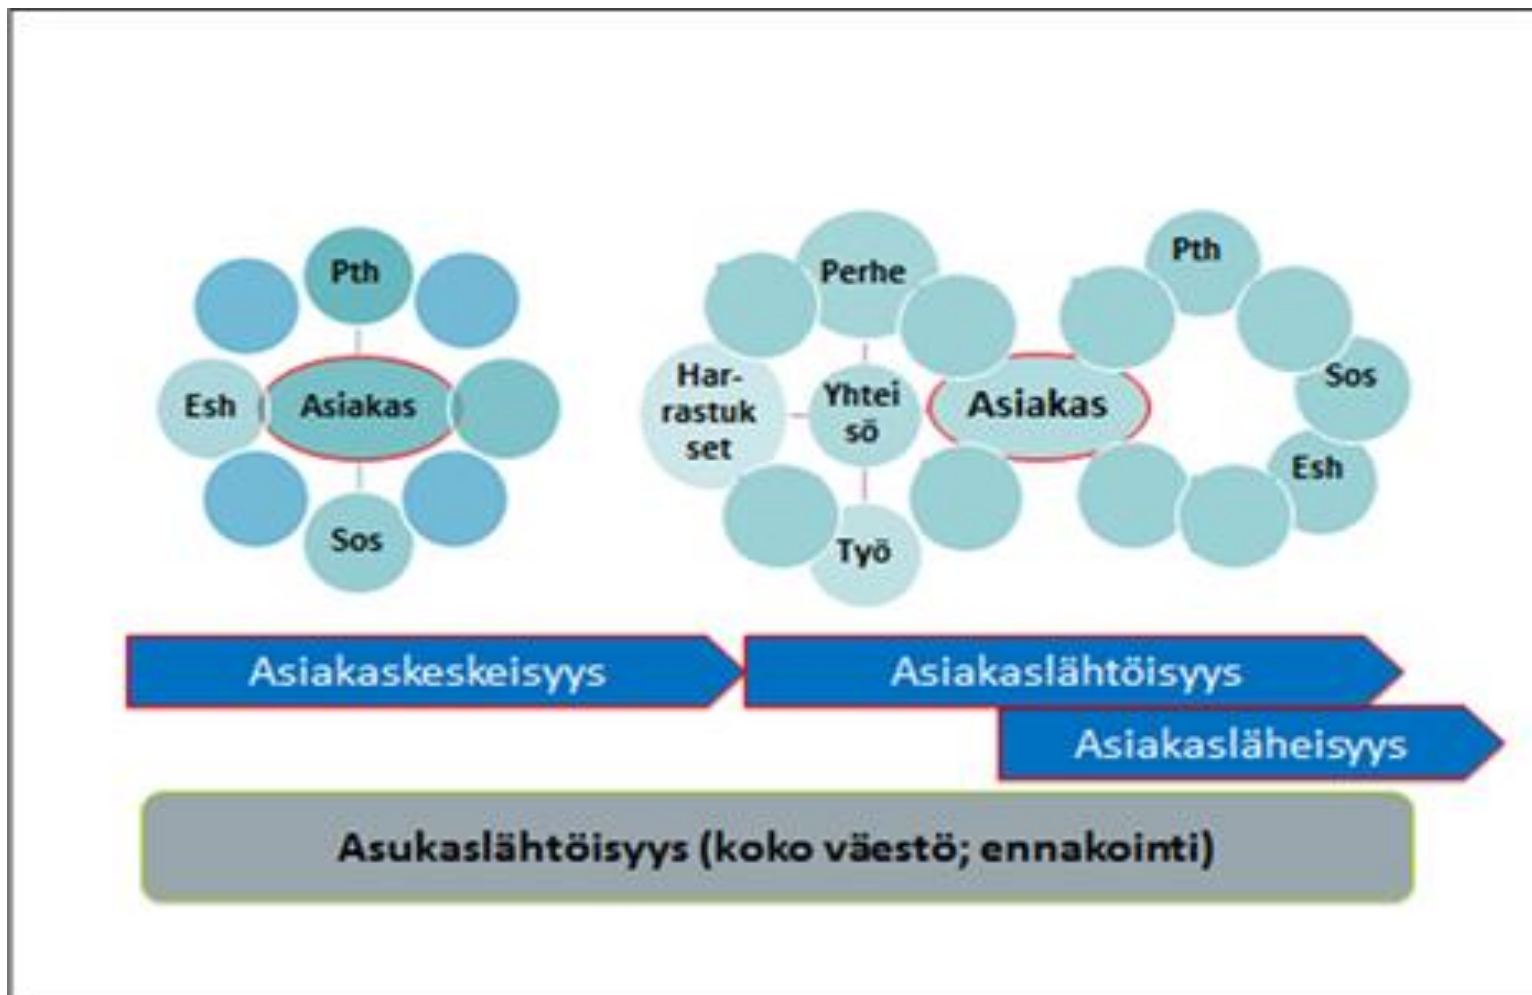 Pth
Esh
Asiakas
Sos
Perhe
Har-
rastuk
set
Yhtei
sö
Työ
Asiakas
Pth
Sos
Esh
Asiakaskeskeisyys
Asiakaslähtöisyys
Asiakasläheisyys
Asukaslähtöisyys (koko väestö; ennakointi)